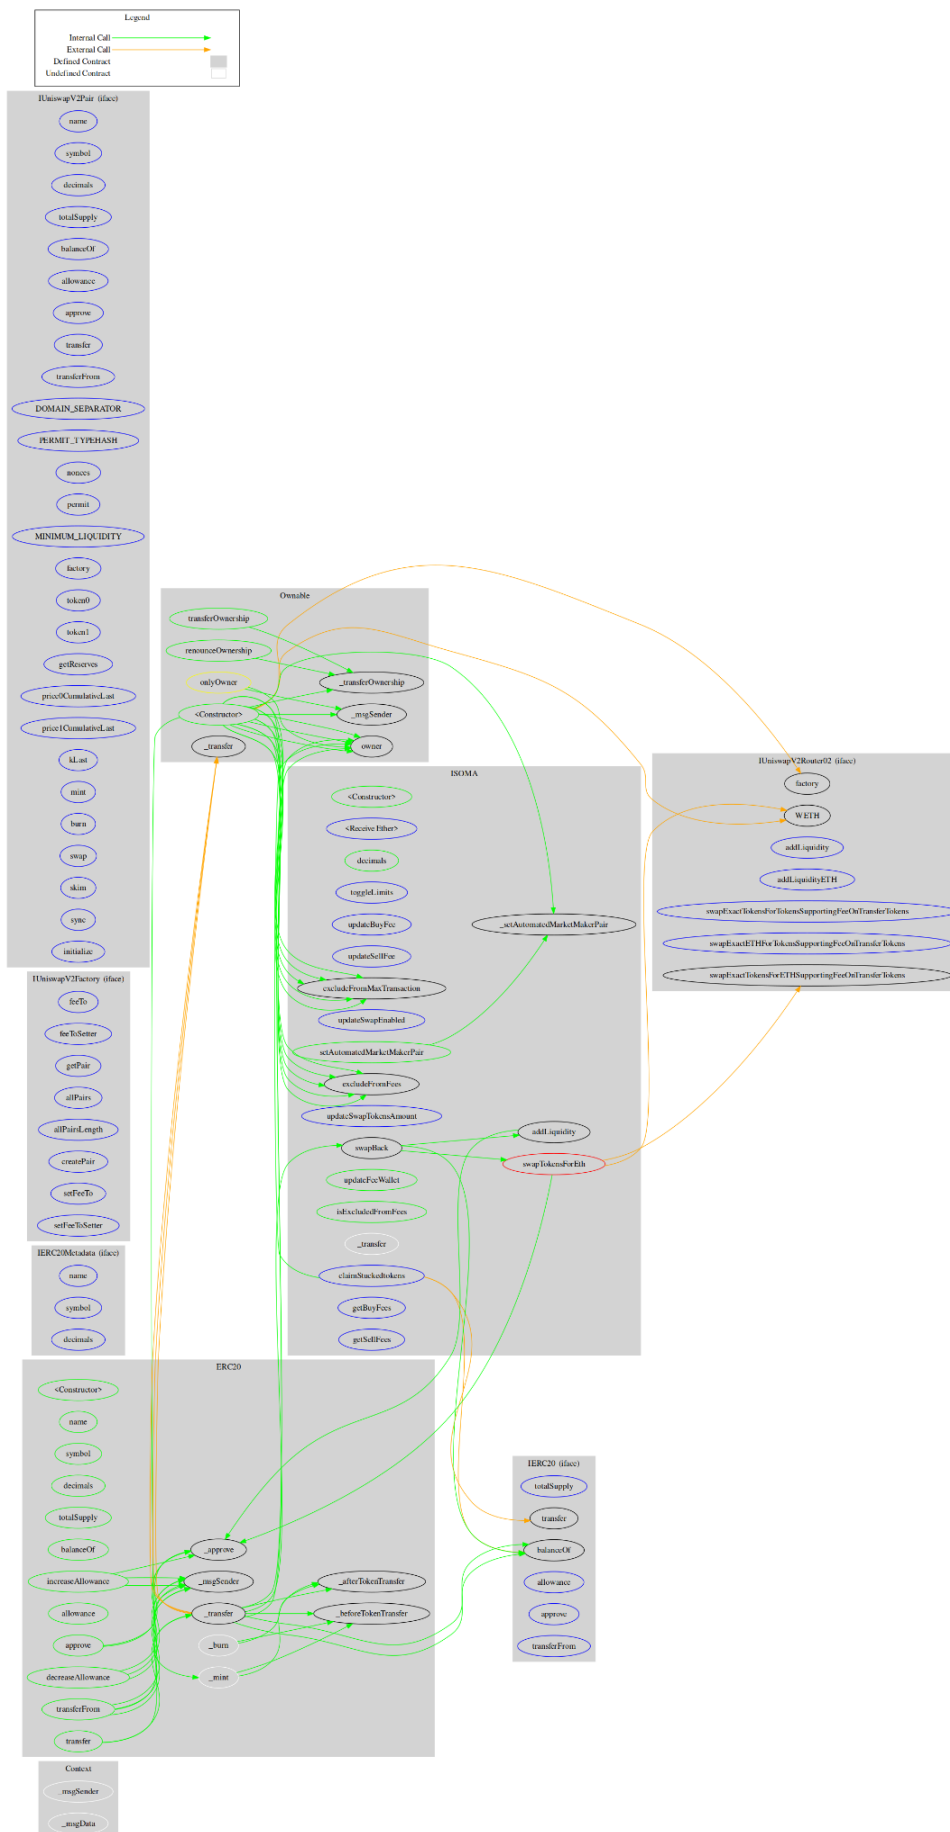 Legend
Internal Call
External Call
Defined Contract
Undefined Contract
IUniswapV2Pair (iface)
name
symbol
decimals
totalSupply
balanceOf
allowance
approve
transfer
transferFrom
DOMAIN_SEPARATOR
PERMIT_TYPEHASH
nonces
permit
MINIMUM_LIQUIDITY
factory
token0
token1
getReserves
price0CumulativeLast
price1CumulativeLast
kLast
mint
burn
swap
skim
sync
initialize
IUniswapV2Factory (iface)
feeTo
feeToSetter
getPair
allPairs
allPairsLength
createPair
setFeeTo
setFeeToSetter
IERC20Metadata (iface)
name
symbol
decimals
Ownable
transferOwnership
renounceOwnership
onlyOwner
<Constructor>
_transfer
_transferOwnership
_msgSender
owner
ISOMA
<Constructor>
<Receive Ether>
decimals
toggleLimits
updateBuyFee
updateSellFee
excludeFromMaxTransaction
updateSwapEnabled
setAutomatedMarketMakerPair
excludeFromFees
updateSwapTokensAmount
swapBack
updateFeeWallet
isExcludedFromFees
_transfer
claimStuckedtokens
getBuyFees
getSellFees
_setAutomatedMarketMakerPair
addLiquidity
swapTokensForEth
IUniswapV2Router02 (iface)
factory
WETH
addLiquidity
addLiquidityETH
swapExactTokensForTokensSupportingFeeOnTransferTokens
swapExactETHForTokensSupportingFeeOnTransferTokens
swapExactTokensForETHSupportingFeeOnTransferTokens
ERC20
<Constructor>
name
symbol
decimals
totalSupply
balanceOf
increaseAllowance
allowance
approve
decreaseAllowance
transferFrom
transfer
_approve
_msgSender
_transfer
_burn
_mint
_afterTokenTransfer
_beforeTokenTransfer
IERC20 (iface)
totalSupply
transfer
balanceOf
allowance
approve
transferFrom
Context
_msgSender
_msgData